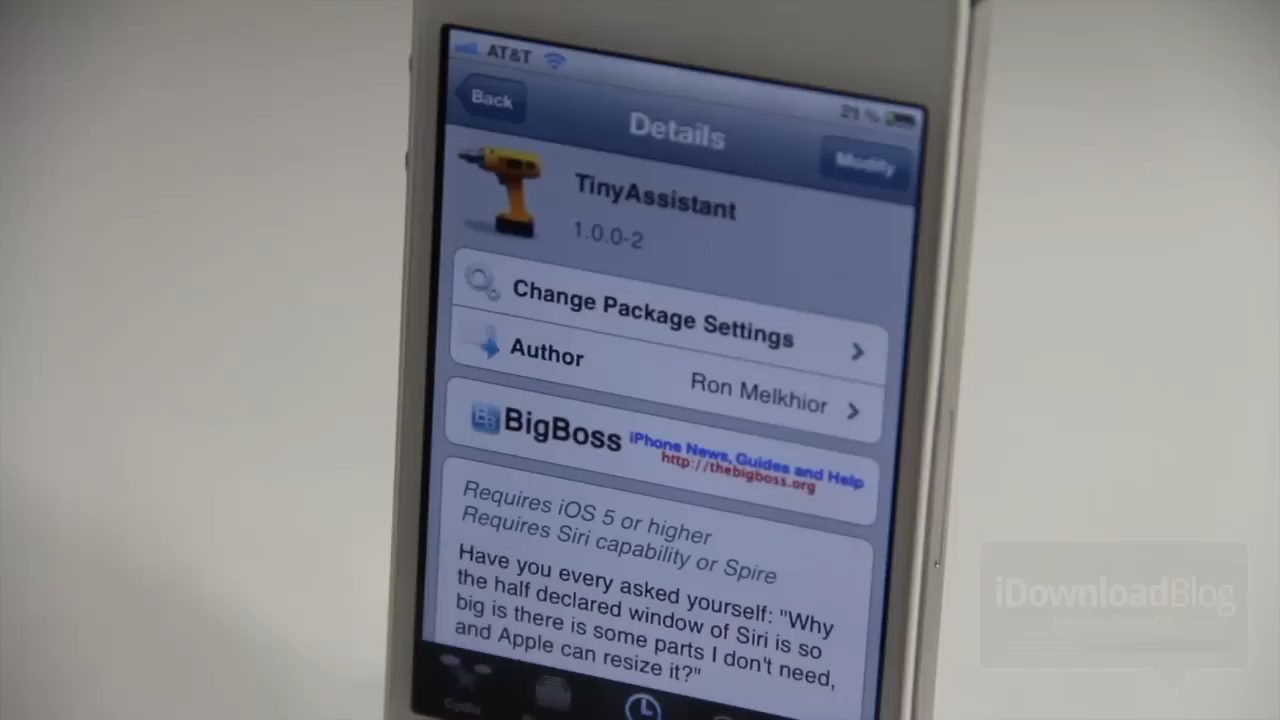 AT&T
21 %
Back
Details
Modify
TinyAssistant
1.0.0-2
Change Package Settings
Author
Ron Melkhior
BigBoss
iPhone News, Guides and Help
http://thebigboss.org
Requires iOS 5 or higher
Requires Siri capability or Spire
Have you every asked yourself: "Why
the half declared window of Siri is so
big is there is some parts I don't need,
and Apple can resize it?"
Cydia
iDownloadBlog